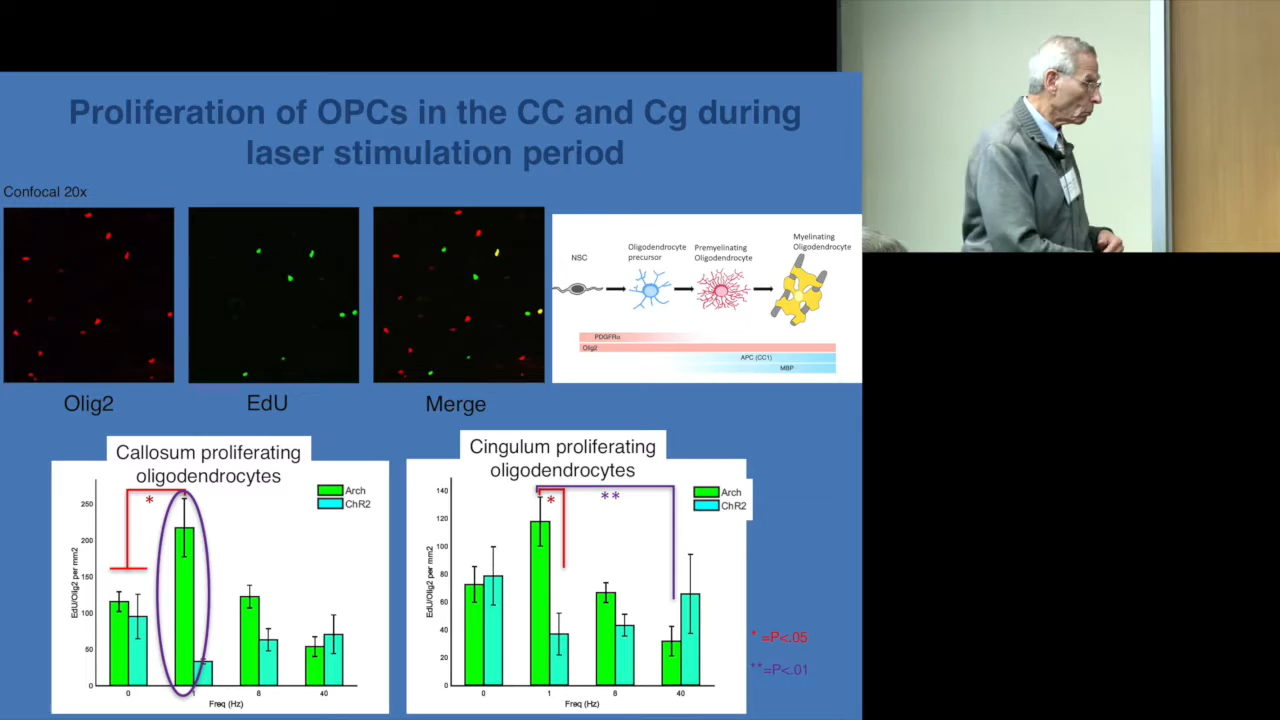 Proliferation of OPCs in the CC and Cg during
laser stimulation period
Confocal 20x
NSC
Oligodendrocyte
precursor
Premyelinating
Oligodendrocyte
Myelinating
Oligodendrocyte
PDGFRα
Olig2
APC (CC1)
MBP
Olig2
EdU
Merge
Callosum proliferating
oligodendrocytes
*
Arch
ChR2
EdU/Olig2 per mm2
250
200
150
100
50
0
0
1
8
40
Freq (Hz)
Cingulum proliferating
oligodendrocytes
*
**
Arch
ChR2
EdU/Olig2 per mm2
140
120
100
80
60
40
20
0
0
1
8
40
Freq (Hz)
* =P<.05
**=P<.01